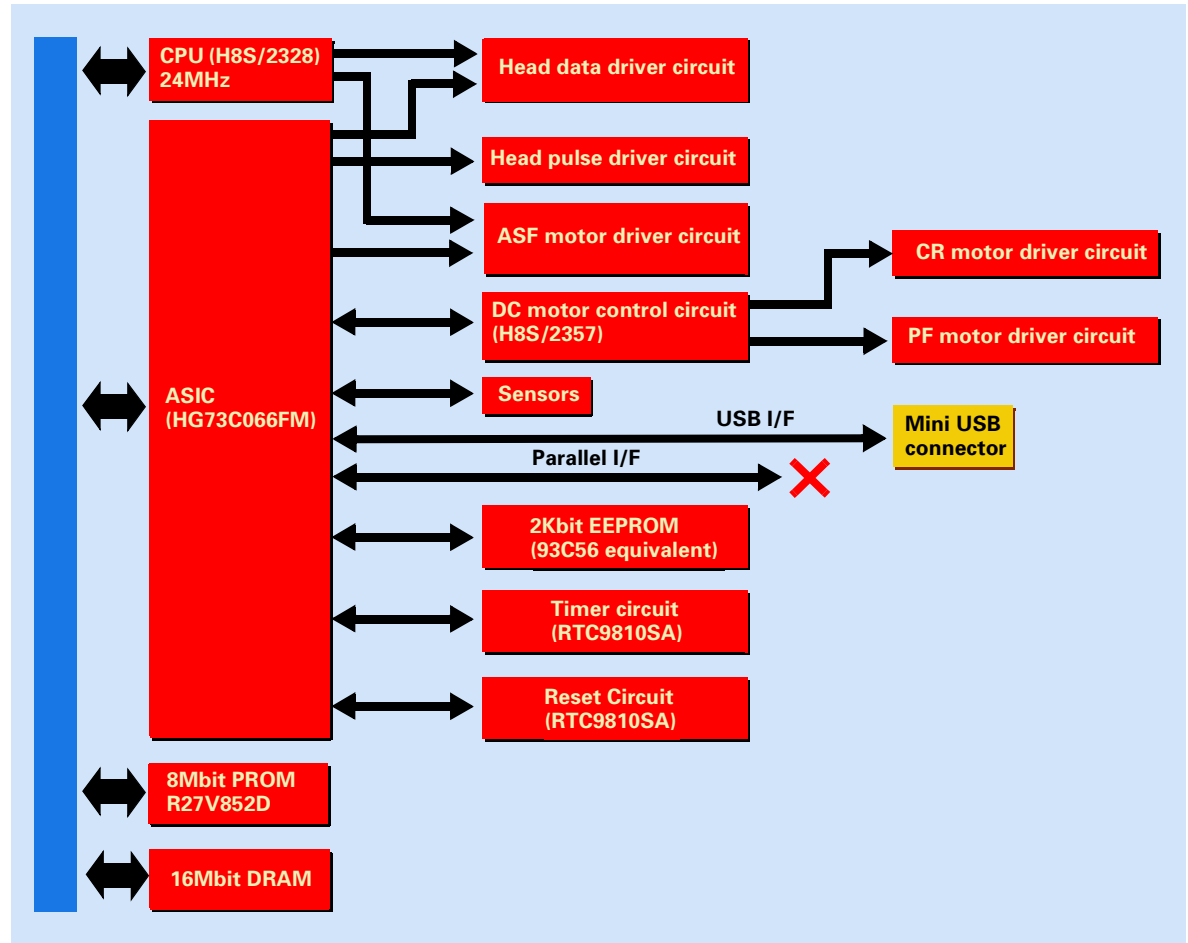 CPU (H8S/2328)
24MHz
Head data driver circuit
Head pulse driver circuit
ASF motor driver circuit
CR motor driver circuit
DC motor control circuit
(H8S/2357)
PF motor driver circuit
ASIC
(HG73C066FM)
Sensors
USB I/F
Mini USB
connector
Parallel I/F
2Kbit EEPROM
(93C56 equivalent)
Timer circuit
(RTC9810SA)
Reset Circuit
(RTC9810SA)
8Mbit PROM
R27V852D
16Mbit DRAM